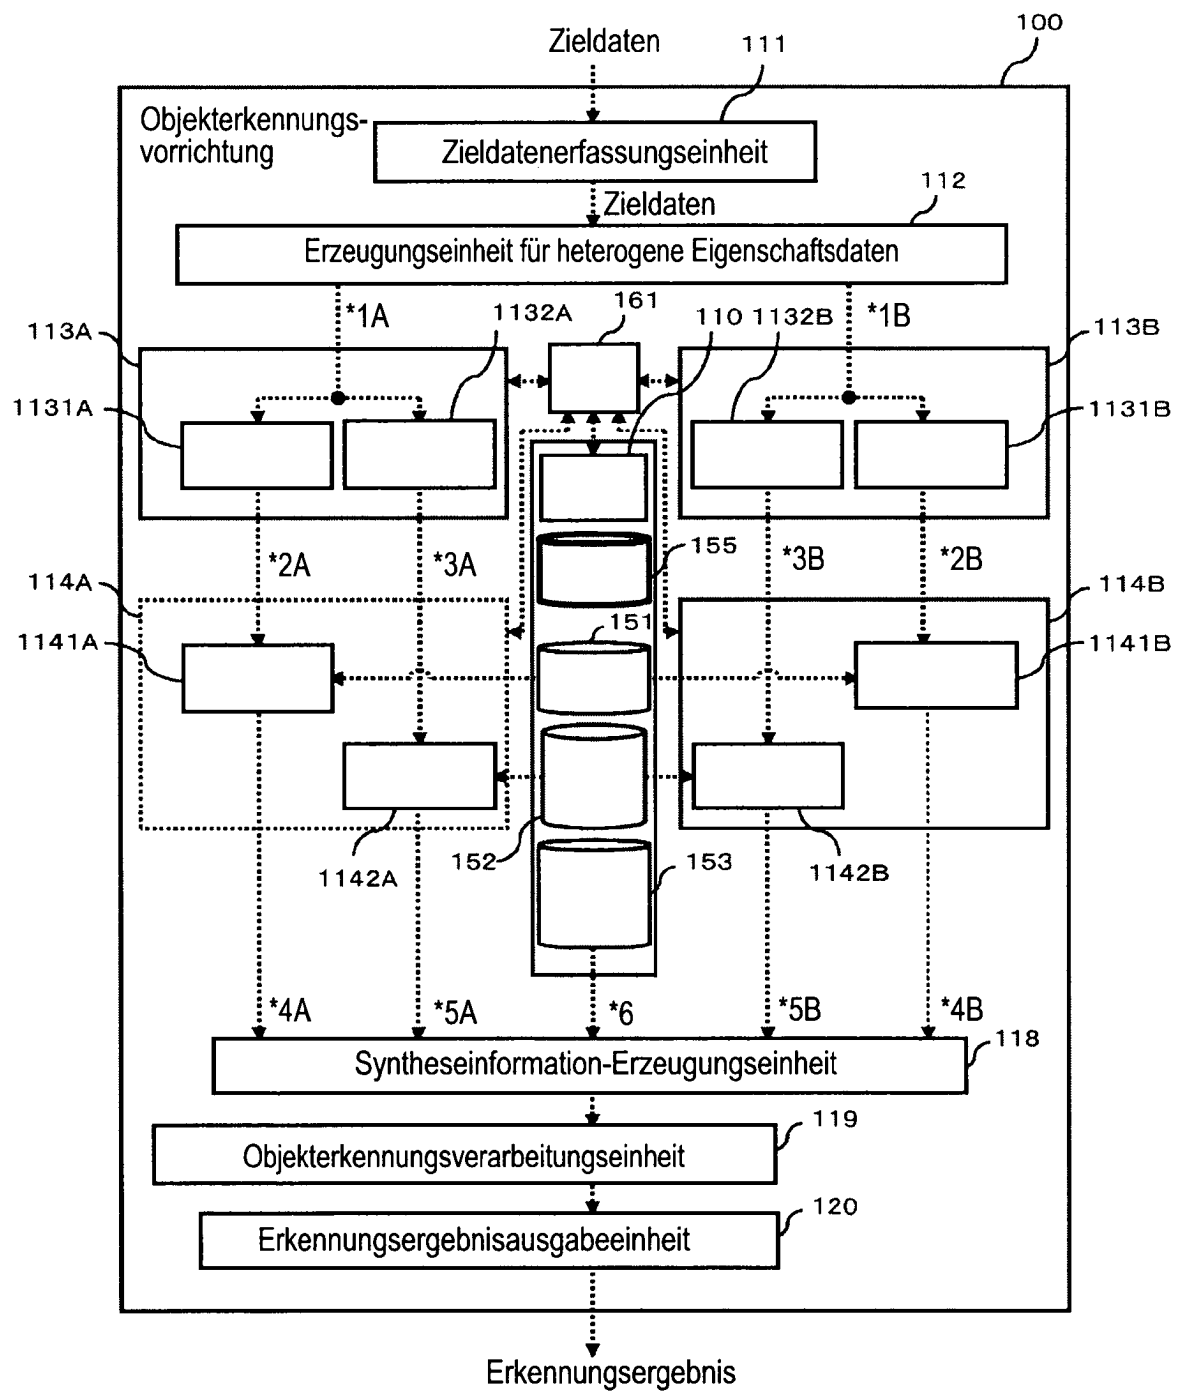 100
Zieldaten
111
Objekterkennungs-
vorrichtung
Zieldatenerfassungseinheit
112
Zieldaten
Erzeugungseinheit für heterogene Eigenschaftsdaten
*1A
1132A
161
110
1132B
*1B
113A
113B
1131A
1131B
*2A
*3A
155
*3B
*2B
114A
114B
1141A
151
1141B
1142A
152
153
1142B
*4A
*5A
*6
*5B
*4B
118
Syntheseinformation-Erzeugungseinheit
119
Objekterkennungsverarbeitungseinheit
120
Erkennungsergebnisausgabeeinheit
Erkennungsergebnis